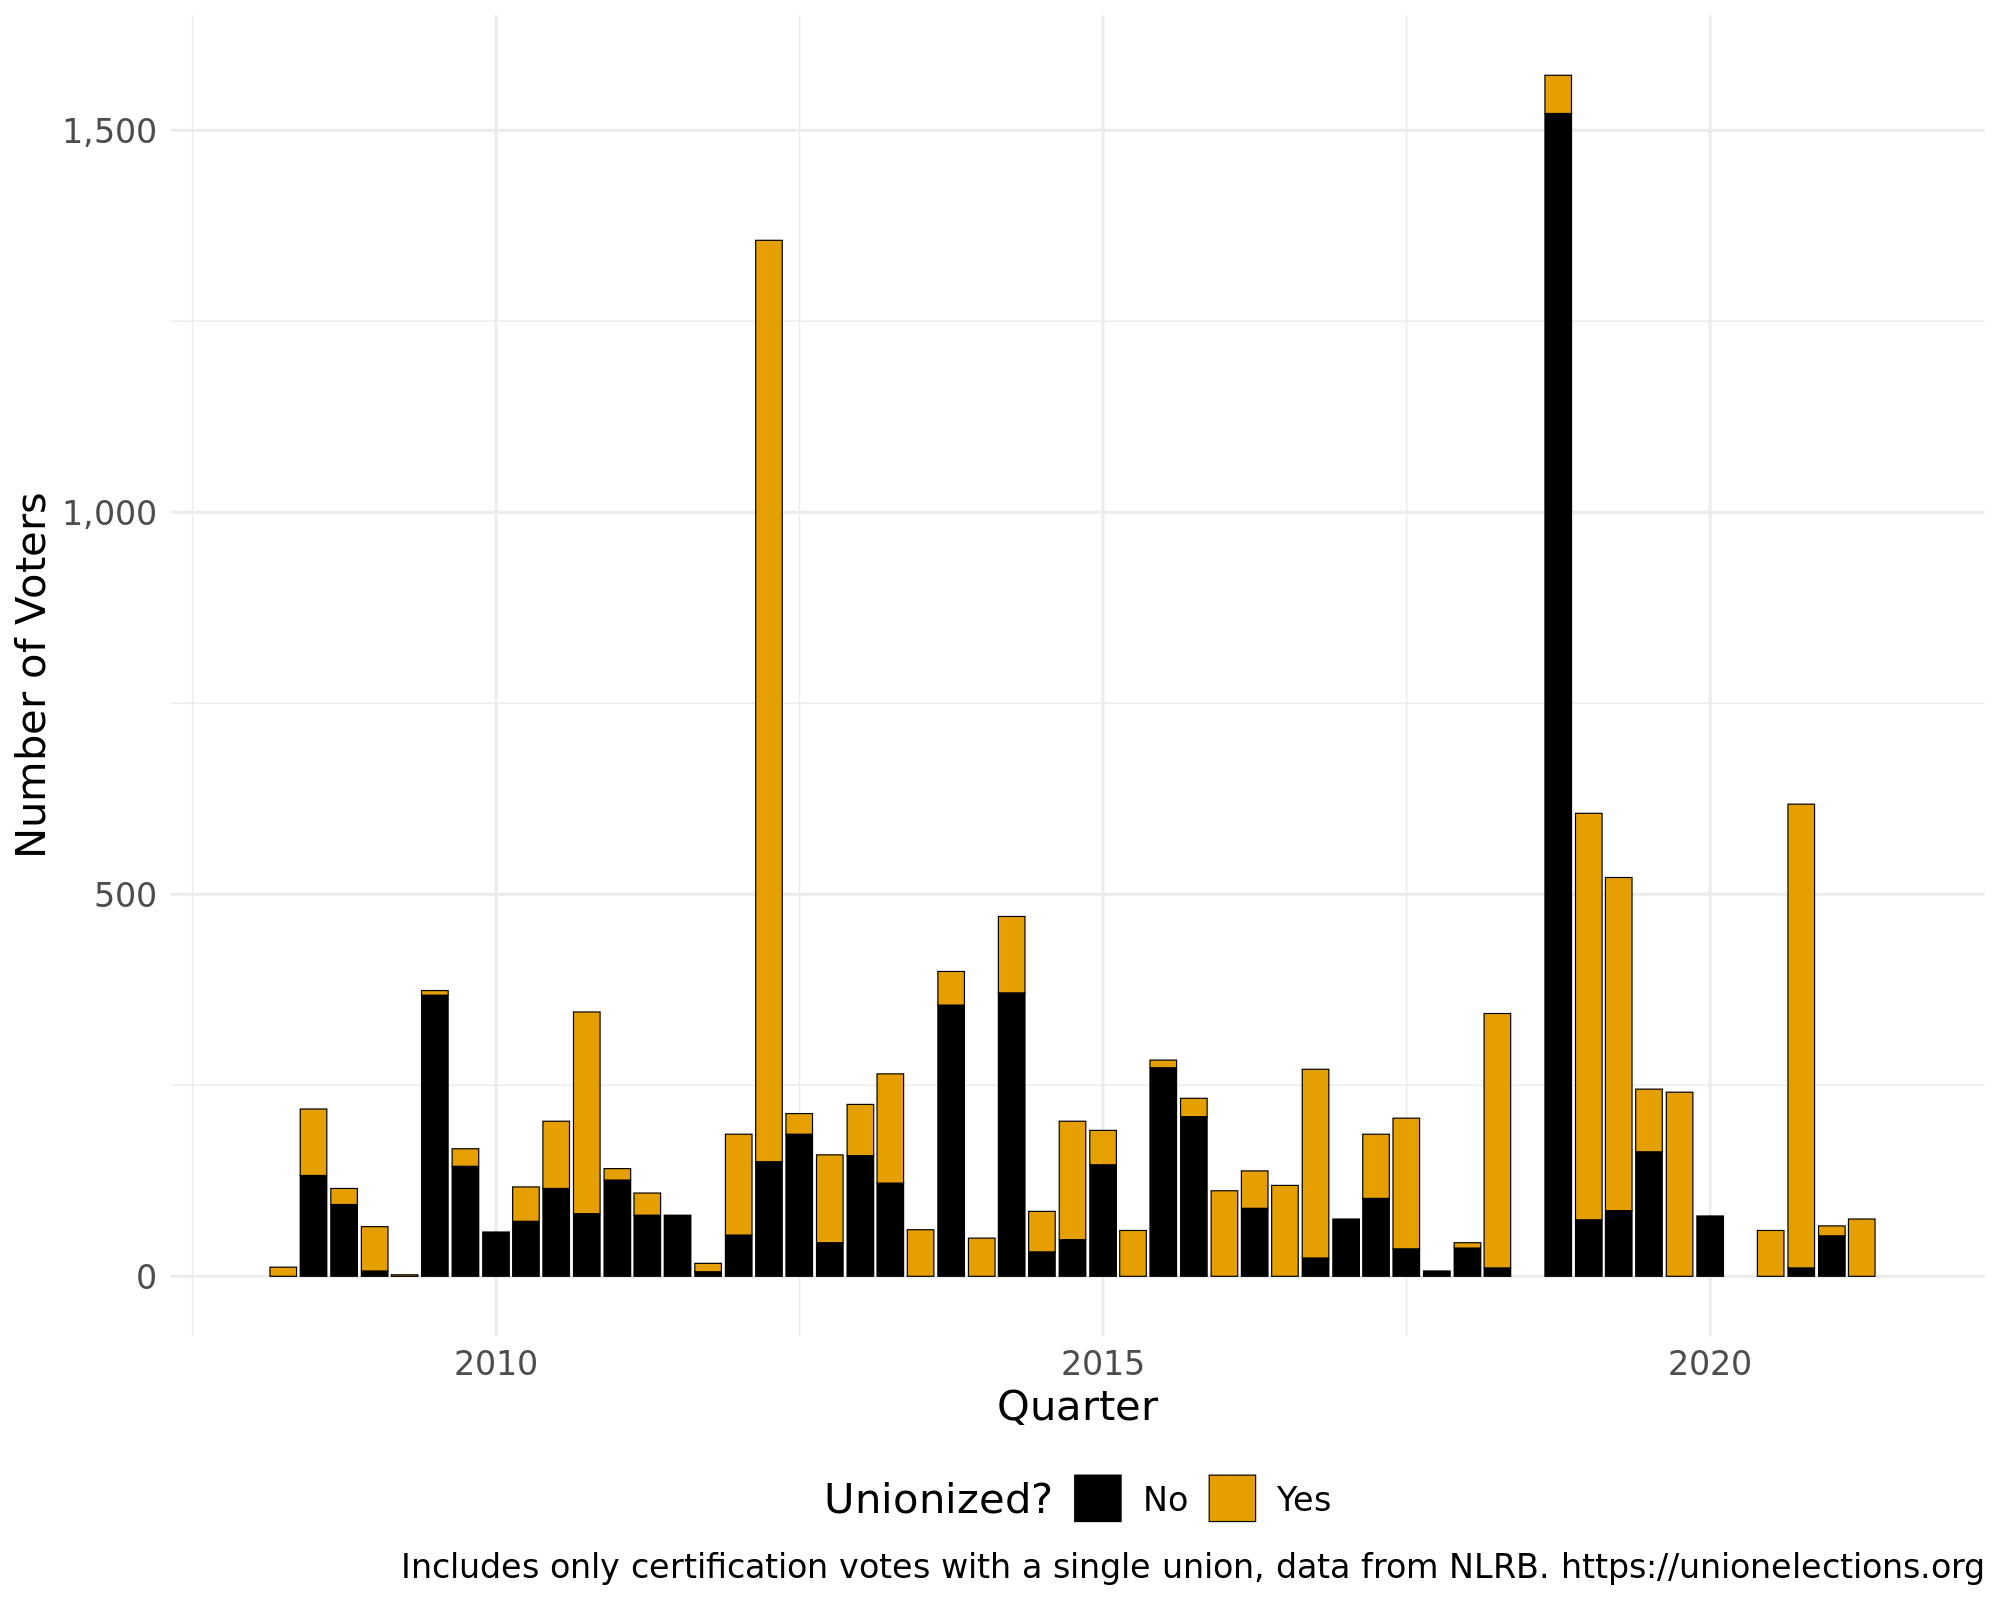 1,500
1,000
500
0
Number of Voters
2010 2015 2020
Quarter
Unionized? No Yes
Includes only certification votes with a single union, data from NLRB. https://unionelections.org